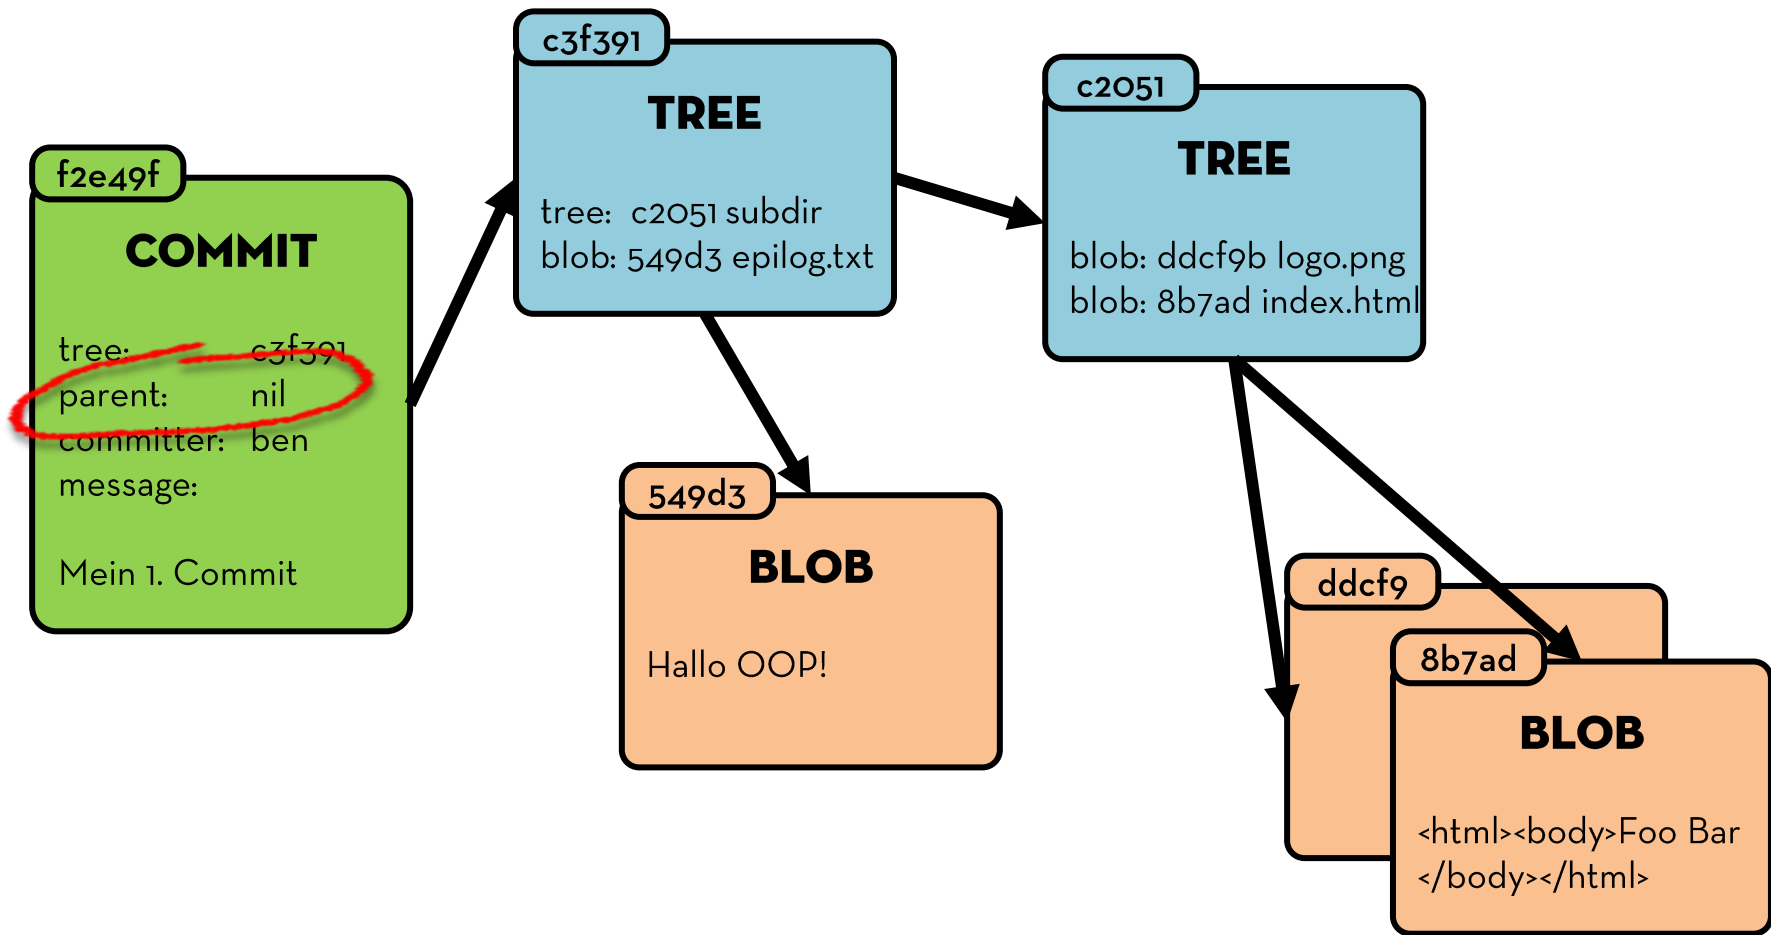 f2e49f
COMMIT
tree: c3f391
parent: nil
committer: ben
message:
Mein 1. Commit
c3f391
TREE
tree: c2051 subdir
blob: 549d3 epilog.txt
c2051
TREE
blob: ddcf9b logo.png
blob: 8b7ad index.html
549d3
BLOB
Hallo OOP!
ddcf9
8b7ad
BLOB
<html><body>Foo Bar
</body></html>